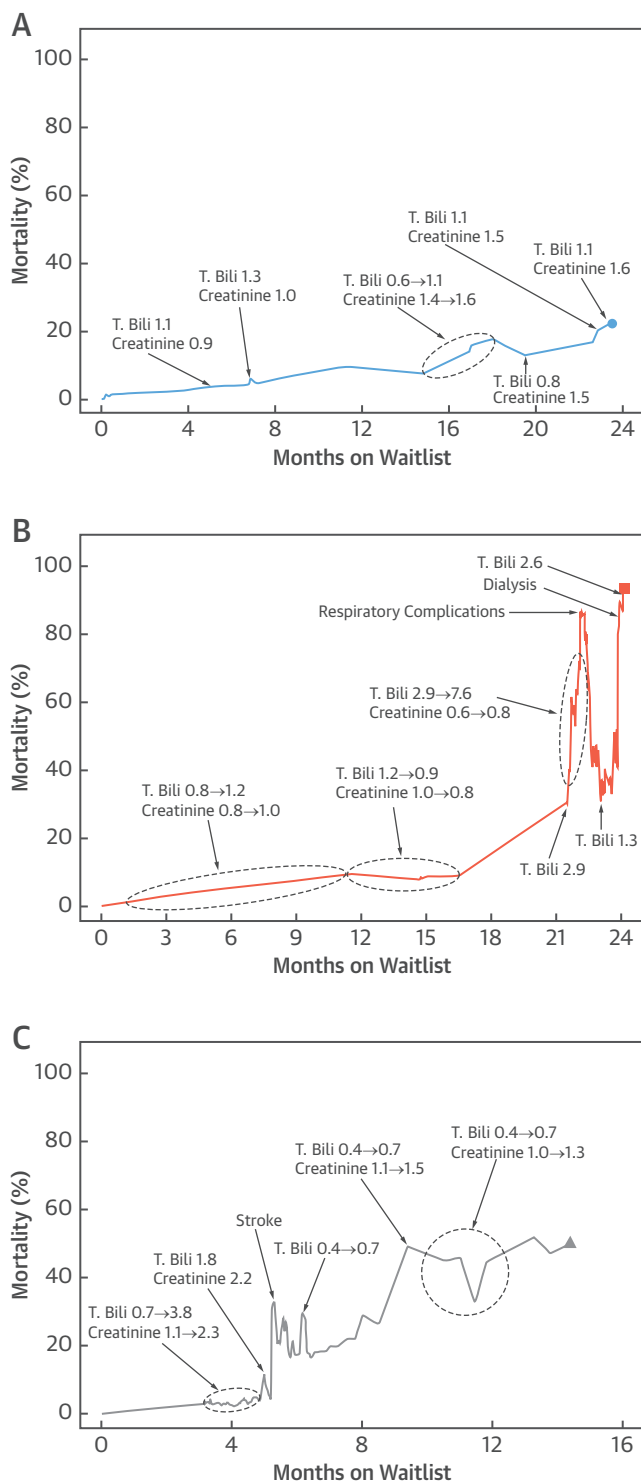 A
100
80
60
40
20
0
Mortality (%)
T. Bili 1.1
Creatinine 0.9
T. Bili 1.3
Creatinine 1.0
T. Bili 0.6→1.1
Creatinine 1.4→1.6
T. Bili 1.1
Creatinine 1.5
T. Bili 1.1
Creatinine 1.6
T. Bili 0.8
Creatinine 1.5
0 4 8 12 16 20 24
Months on Waitlist
B
100
80
60
40
20
0
Mortality (%)
T. Bili 2.6
Dialysis
Respiratory Complications
T. Bili 2.9→7.6
Creatinine 0.6→0.8
T. Bili 0.8→1.2
Creatinine 0.8→1.0
T. Bili 1.2→0.9
Creatinine 1.0→0.8
T. Bili 1.3
T. Bili 2.9
0 3 6 9 12 15 18 21 24
Months on Waitlist
C
100
80
60
40
20
0
Mortality (%)
T. Bili 0.4→0.7
Creatinine 1.0→1.3
T. Bili 0.4→0.7
Creatinine 1.1→1.5
Stroke
T. Bili 0.4→0.7
T. Bili 1.8
Creatinine 2.2
T. Bili 0.7→3.8
Creatinine 1.1→2.3
0 4 8 12 16
Months on Waitlist